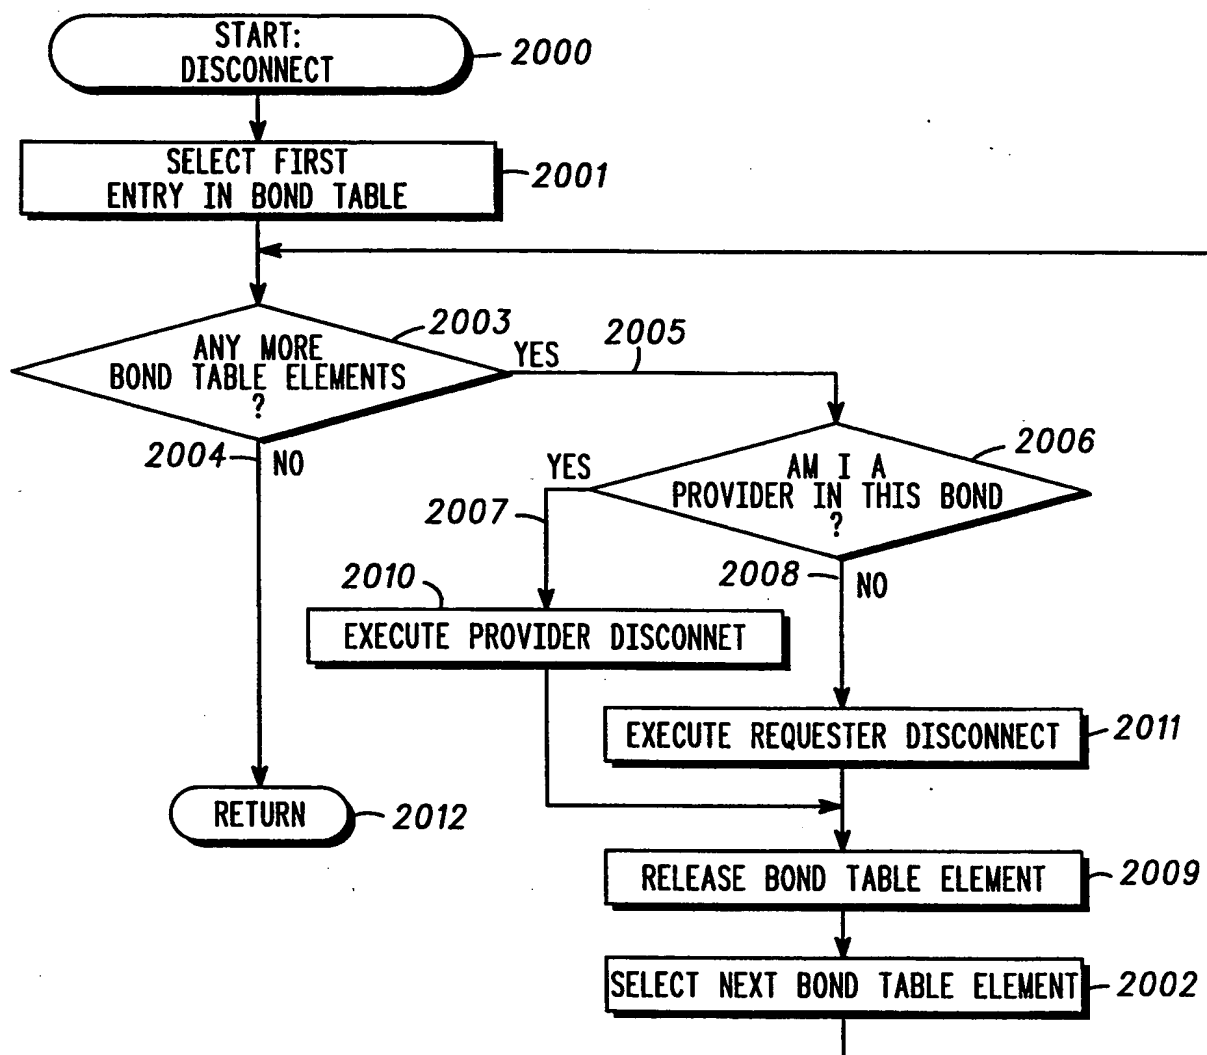 START:
DISCONNECT
2000
SELECT FIRST
ENTRY IN BOND TABLE
2001
ANY MORE
BOND TABLE ELEMENTS
?
2003
YES
2005
2004
NO
AM I A
PROVIDER IN THIS BOND
?
2006
YES
2007
2008
NO
2010
EXECUTE PROVIDER DISCONNET
EXECUTE REQUESTER DISCONNECT
2011
RETURN
2012
RELEASE BOND TABLE ELEMENT
2009
SELECT NEXT BOND TABLE ELEMENT
2002